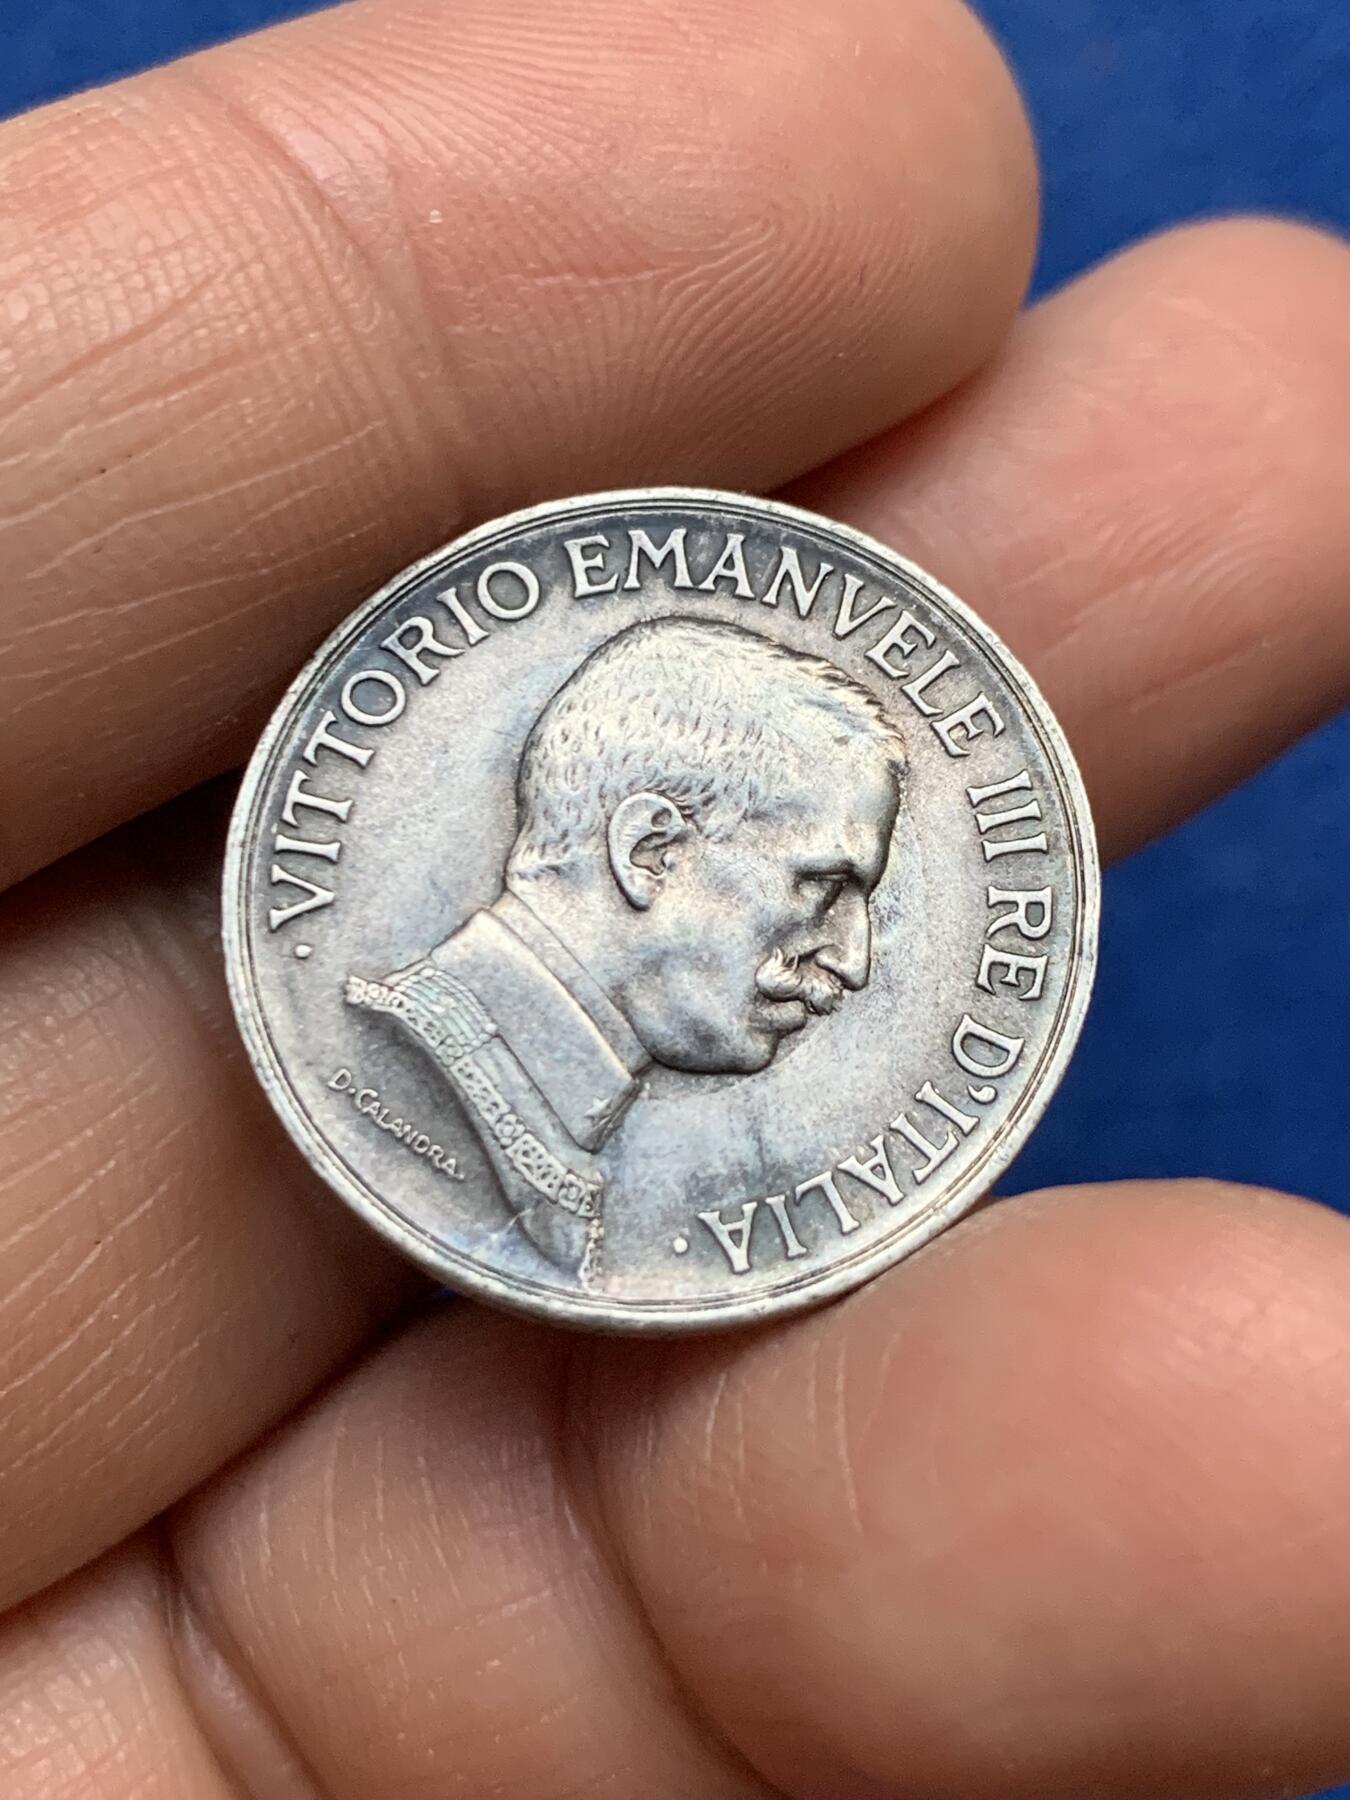 · VITTORIO EMANVELE III RE D'ITALIA ·
D·CALANDRA·